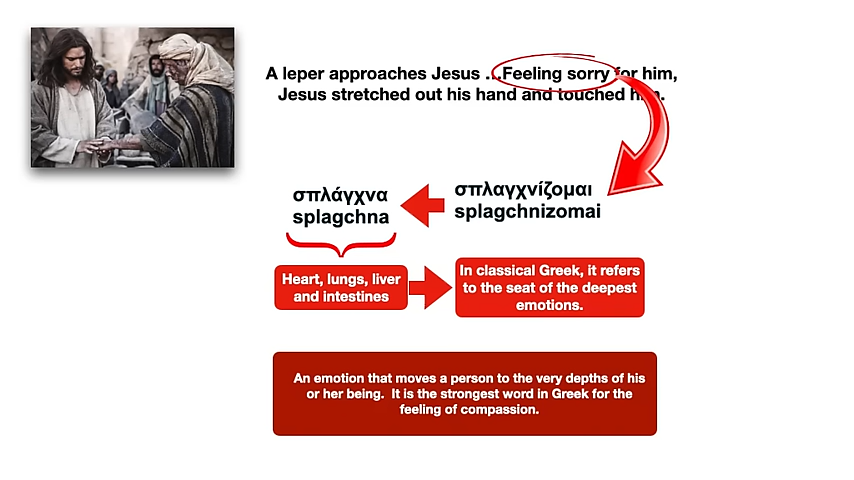 A leper approaches Jesus ...Feeling sorry for him,
Jesus stretched out his hand and touched him.
σπλάγχνα
splagchna
σπλαγχνίζομαι
splagchnizomai
Heart, lungs, liver
and intestines
In classical Greek, it refers
to the seat of the deepest
emotions.
An emotion that moves a person to the very depths of his
or her being. It is the strongest word in Greek for the
feeling of compassion.